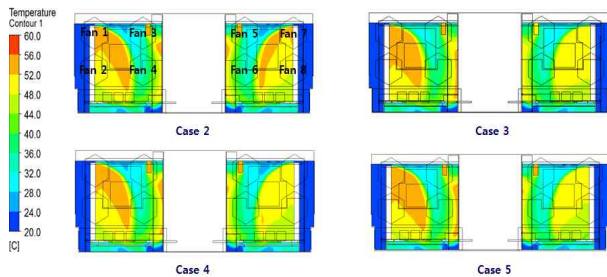 Temperature
Contour 1
60.0
56.0
52.0
48.0
44.0
40.0
36.0
32.0
28.0
24.0
20.0
[C]
Fan 1 Fan 3 Fan 5 Fan 7
Fan 2 Fan 4 Fan 6 Fan 8
Case 2 Case 3
Case 4 Case 5